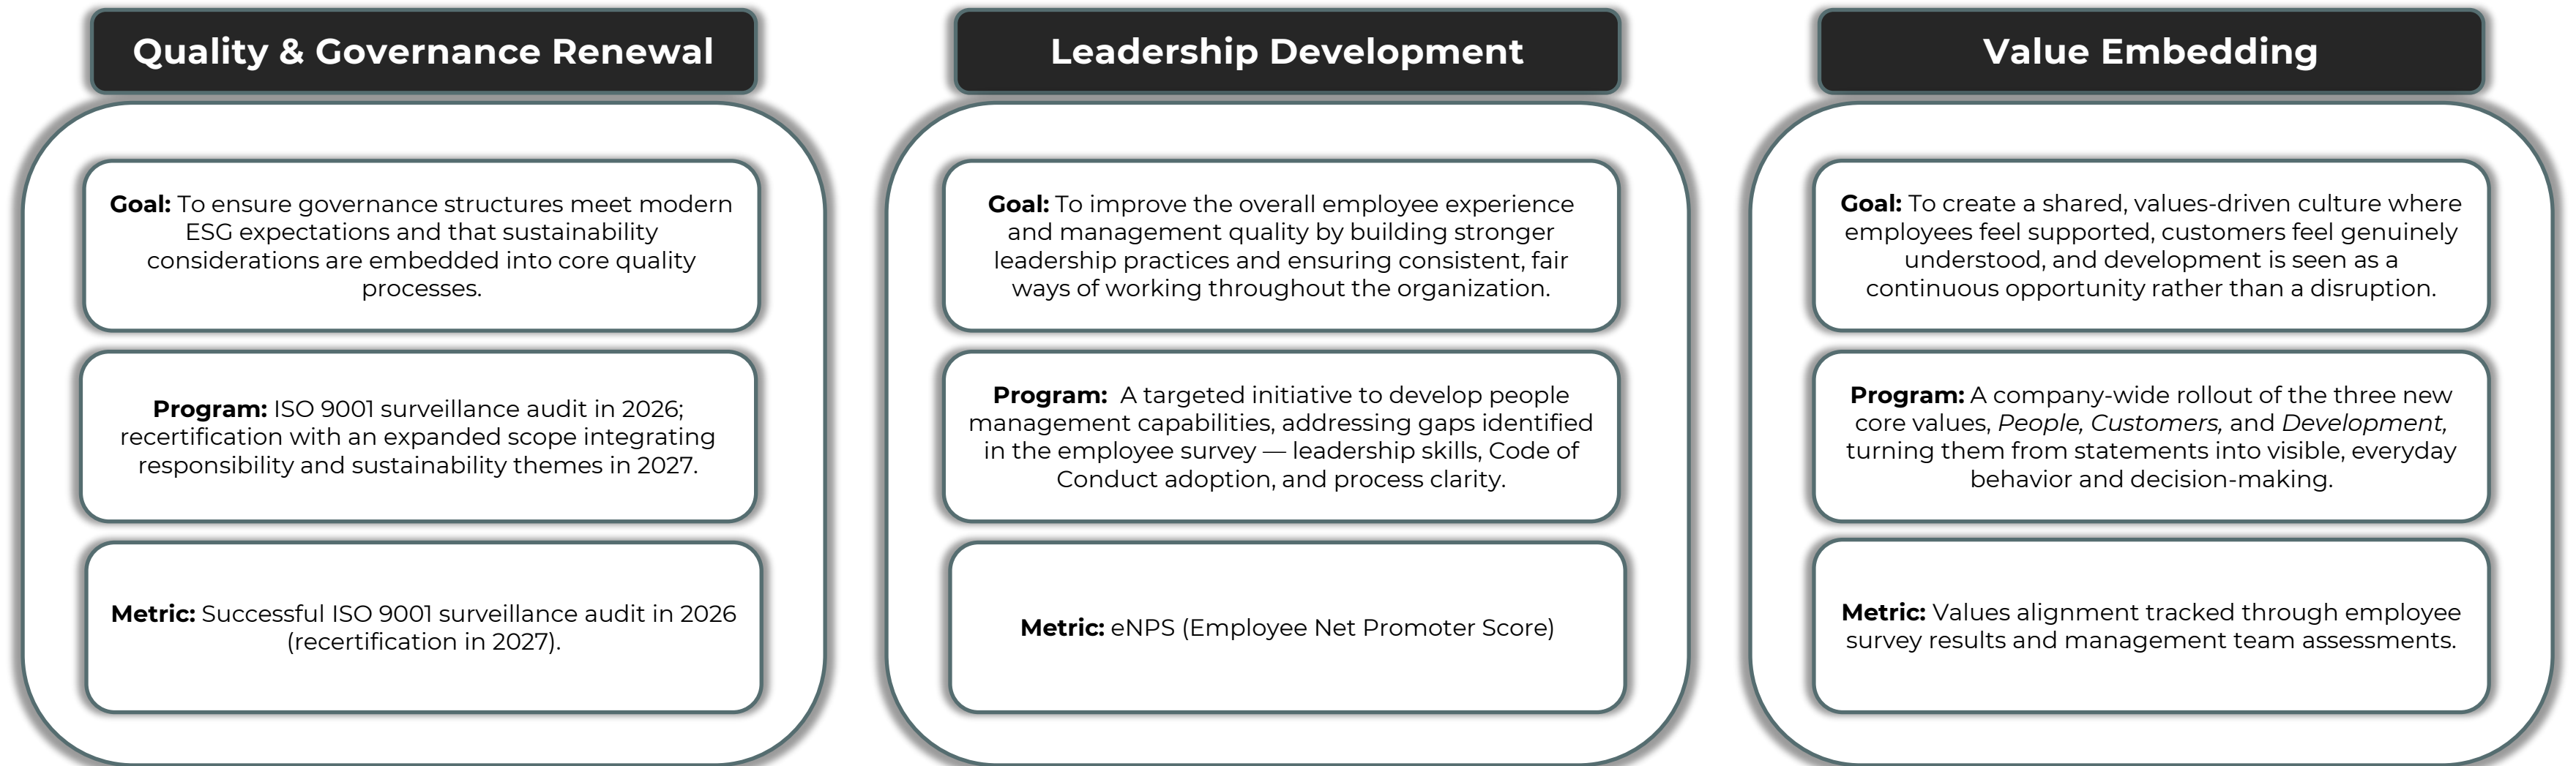 Quality & Governance Renewal
Goal: To ensure governance structures meet modern
ESG expectations and that sustainability
considerations are embedded into core quality
processes.
Program: ISO 9001 surveillance audit in 2026;
recertification with an expanded scope integrating
responsibility and sustainability themes in 2027.
Metric: Successful ISO 9001 surveillance audit in 2026
(recertification in 2027).
Leadership Development
Goal: To improve the overall employee experience
and management quality by building stronger
leadership practices and ensuring consistent, fair
ways of working throughout the organization.
Program: A targeted initiative to develop people
management capabilities, addressing gaps identified
in the employee survey — leadership skills, Code of
Conduct adoption, and process clarity.
Metric: eNPS (Employee Net Promoter Score)
Value Embedding
Goal: To create a shared, values-driven culture where
employees feel supported, customers feel genuinely
understood, and development is seen as a
continuous opportunity rather than a disruption.
Program: A company-wide rollout of the three new
core values, People, Customers, and Development,
turning them from statements into visible, everyday
behavior and decision-making.
Metric: Values alignment tracked through employee
survey results and management team assessments.